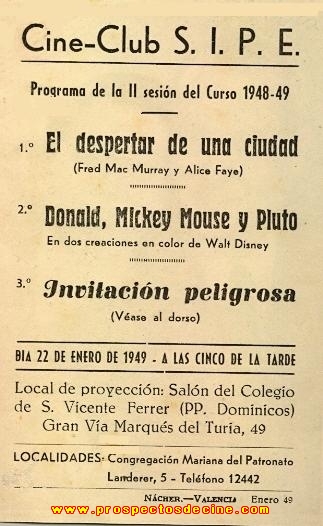 Cine-Club S. I. P. E.
Programa de la II sesión del Curso 1948-49
1.º El despertar de una ciudad
(Fred Mac Murray y Alice Faye)
2.º Donald, Mickey Mouse y Pluto
En dos creaciones en color de Walt Disney
3.º Invitación peligrosa
(Véase al dorso)
DIA 22 DE ENERO DE 1949 - A LAS CINCO DE LA TARDE
Local de proyección: Salón del Colegio
de S. Vicente Ferrer (PP. Dominicos)
Gran Vía Marqués del Turia, 49
LOCALIDADES: Congregación Mariana del Patronato
Landerer, 5 - Teléfono 12442
NÁCHER.-VALENCIA Enero 49
www.prospectosdecine.com